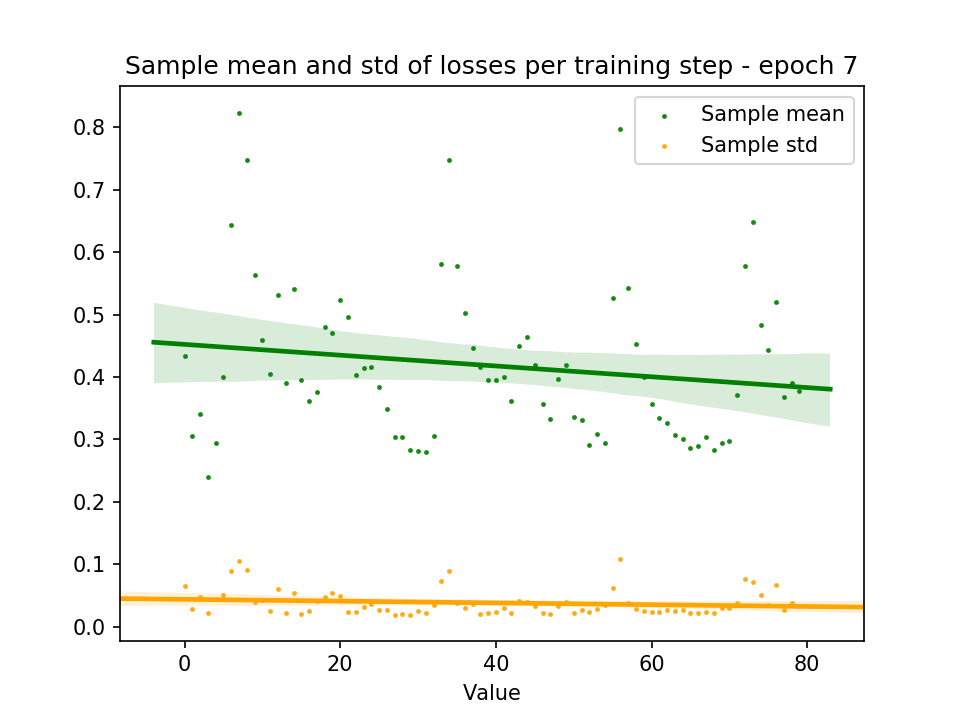 Sample mean and std of losses per training step - epoch 7
Sample mean
Sample std
0.8
0.7
0.6
0.5
0.4
0.3
0.2
0.1
0.0
0 20 40 60 80
Value